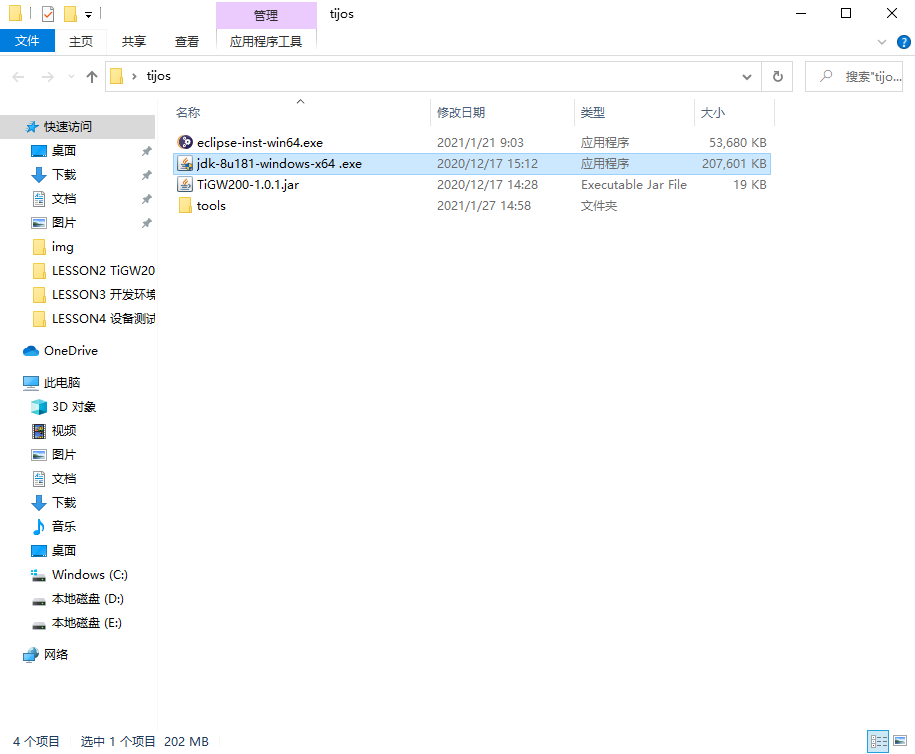 管理
tijos
文件
主页
共享
查看
应用程序工具
tijos
搜索"tijo...
名称
修改日期
类型
大小
eclipse-inst-win64.exe 2021/1/21 9:03 应用程序 53,680 KB
jdk-8u181-windows-x64 .exe 2020/12/17 15:12 应用程序 207,601 KB
TiGW200-1.0.1.jar 2020/12/17 14:28 Executable Jar File 19 KB
tools 2021/1/27 14:58 文件夹
快速访问
桌面
下载
文档
图片
img
LESSON2 TiGW20
LESSON3 开发环境
LESSON4 设备测试
OneDrive
此电脑
3D 对象
视频
图片
文档
下载
音乐
桌面
Windows (C:)
本地磁盘 (D:)
本地磁盘 (E:)
网络
4 个项目 选中 1 个项目 202 MB